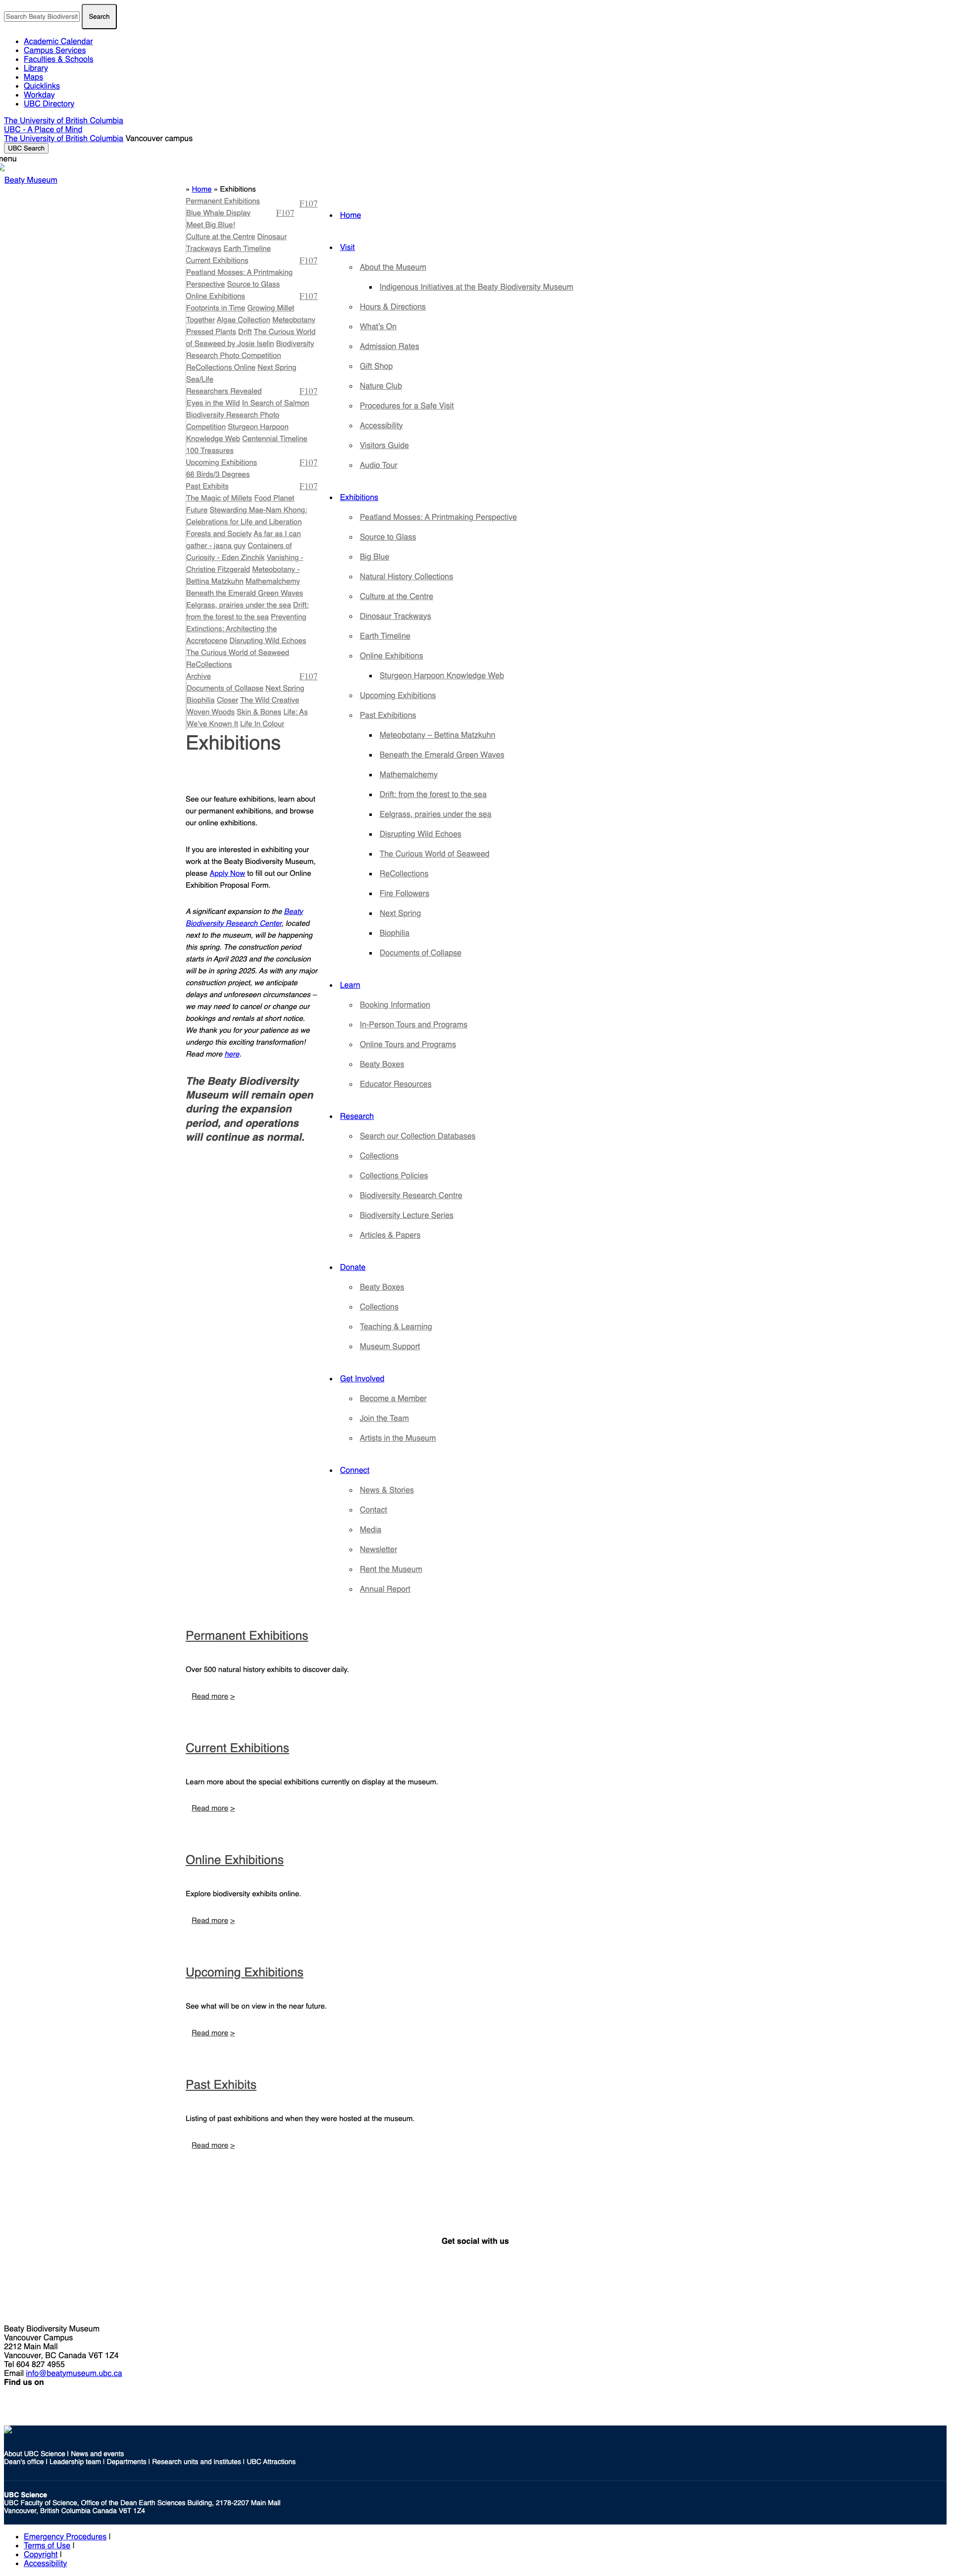 Search Beaty Biodiversit Search
Academic Calendar
Campus Services
Faculties & Schools
Library
Maps
Quicklinks
Workday
UBC Directory
The University of British Columbia
UBC - A Place of Mind
The University of British Columbia Vancouver campus
UBC Search
nenu
Beaty Museum
» Home » Exhibitions
Permanent Exhibitions F107
Blue Whale Display F107
Meet Big Blue!
Culture at the Centre Dinosaur
Trackways Earth Timeline
Current Exhibitions F107
Peatland Mosses: A Printmaking
Perspective Source to Glass
Online Exhibitions F107
Footprints in Time Growing Millet
Together Algae Collection Meteobotany
Pressed Plants Drift The Curious World
of Seaweed by Josie Iselin Biodiversity
Research Photo Competition
ReCollections Online Next Spring
Sea/Life
Researchers Revealed F107
Eyes in the Wild In Search of Salmon
Biodiversity Research Photo
Competition Sturgeon Harpoon
Knowledge Web Centennial Timeline
100 Treasures
Upcoming Exhibitions F107
66 Birds/3 Degrees
Past Exhibits F107
The Magic of Millets Food Planet
Future Stewarding Mae-Nam Khong:
Celebrations for Life and Liberation
Forests and Society As far as I can
gather - jasna guy Containers of
Curiosity - Eden Zinchik Vanishing -
Christine Fitzgerald Meteobotany -
Bettina Matzkuhn Mathemalchemy
Beneath the Emerald Green Waves
Eelgrass, prairies under the sea Drift:
from the forest to the sea Preventing
Extinctions: Architecting the
Accretocene Disrupting Wild Echoes
The Curious World of Seaweed
ReCollections
Archive F107
Documents of Collapse Next Spring
Biophilia Closer The Wild Creative
Woven Woods Skin & Bones Life: As
We've Known It Life In Colour
Exhibitions
See our feature exhibitions, learn about
our permanent exhibitions, and browse
our online exhibitions.
If you are interested in exhibiting your
work at the Beaty Biodiversity Museum,
please Apply Now to fill out our Online
Exhibition Proposal Form.
A significant expansion to the Beaty
Biodiversity Research Center, located
next to the museum, will be happening
this spring. The construction period
starts in April 2023 and the conclusion
will be in spring 2025. As with any major
construction project, we anticipate
delays and unforeseen circumstances –
we may need to cancel or change our
bookings and rentals at short notice.
We thank you for your patience as we
undergo this exciting transformation!
Read more here.
The Beaty Biodiversity
Museum will remain open
during the expansion
period, and operations
will continue as normal.
Home
Visit
About the Museum
Indigenous Initiatives at the Beaty Biodiversity Museum
Hours & Directions
What's On
Admission Rates
Gift Shop
Nature Club
Procedures for a Safe Visit
Accessibility
Visitors Guide
Audio Tour
Exhibitions
Peatland Mosses: A Printmaking Perspective
Source to Glass
Big Blue
Natural History Collections
Culture at the Centre
Dinosaur Trackways
Earth Timeline
Online Exhibitions
Sturgeon Harpoon Knowledge Web
Upcoming Exhibitions
Past Exhibitions
Meteobotany – Bettina Matzkuhn
Beneath the Emerald Green Waves
Mathemalchemy
Drift: from the forest to the sea
Eelgrass, prairies under the sea
Disrupting Wild Echoes
The Curious World of Seaweed
ReCollections
Fire Followers
Next Spring
Biophilia
Documents of Collapse
Learn
Booking Information
In-Person Tours and Programs
Online Tours and Programs
Beaty Boxes
Educator Resources
Research
Search our Collection Databases
Collections
Collections Policies
Biodiversity Research Centre
Biodiversity Lecture Series
Articles & Papers
Donate
Beaty Boxes
Collections
Teaching & Learning
Museum Support
Get Involved
Become a Member
Join the Team
Artists in the Museum
Connect
News & Stories
Contact
Media
Newsletter
Rent the Museum
Annual Report
Permanent Exhibitions
Over 500 natural history exhibits to discover daily.
Read more >
Current Exhibitions
Learn more about the special exhibitions currently on display at the museum.
Read more >
Online Exhibitions
Explore biodiversity exhibits online.
Read more >
Upcoming Exhibitions
See what will be on view in the near future.
Read more >
Past Exhibits
Listing of past exhibitions and when they were hosted at the museum.
Read more >
Get social with us
Beaty Biodiversity Museum
Vancouver Campus
2212 Main Mall
Vancouver, BC Canada V6T 1Z4
Tel 604 827 4955
Email info@beatymuseum.ubc.ca
Find us on
About UBC Science | News and events
Dean's office | Leadership team | Departments | Research units and institutes | UBC Attractions
UBC Science
UBC Faculty of Science, Office of the Dean Earth Sciences Building, 2178-2207 Main Mall
Vancouver, British Columbia Canada V6T 1Z4
Emergency Procedures |
Terms of Use |
Copyright |
Accessibility